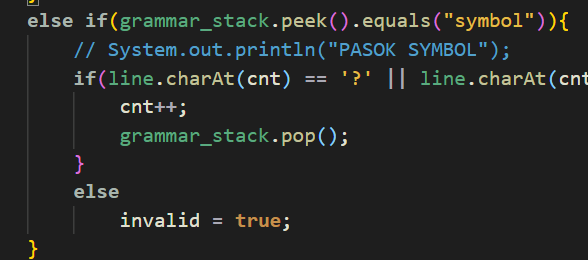 else if(grammar_stack.peek().equals("symbol")){
// System.out.println("PASOK SYMBOL");
if(line.charAt(cnt) == '?' || line.charAt(cnt
cnt++;
grammar_stack.pop();
}
else
invalid = true;
}